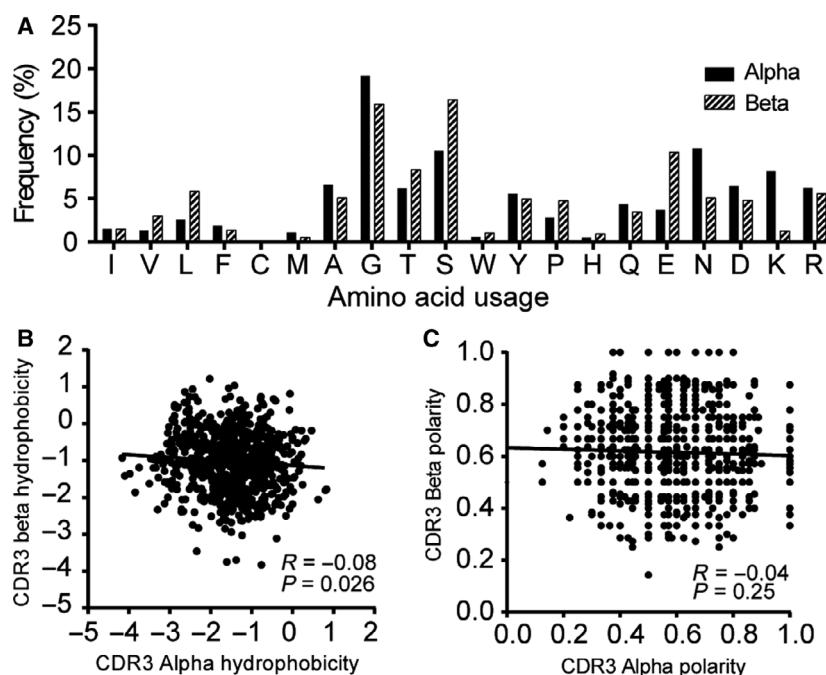 A
25
20
15
10
5
0
Frequency (%)
Alpha
Beta
I V L F C M A G T S W Y P H Q E N D K R
Amino acid usage
B
2
1
0
−1
−2
−3
−4
−5
CDR3 beta hydrophobicity
R = −0.08
P = 0.026
−5 −4 −3 −2 −1 0 1 2
CDR3 Alpha hydrophobicity
C
1.0
0.8
0.6
0.4
0.2
0.0
CDR3 Beta polarity
R = −0.04
P = 0.25
0.0 0.2 0.4 0.6 0.8 1.0
CDR3 Alpha polarity